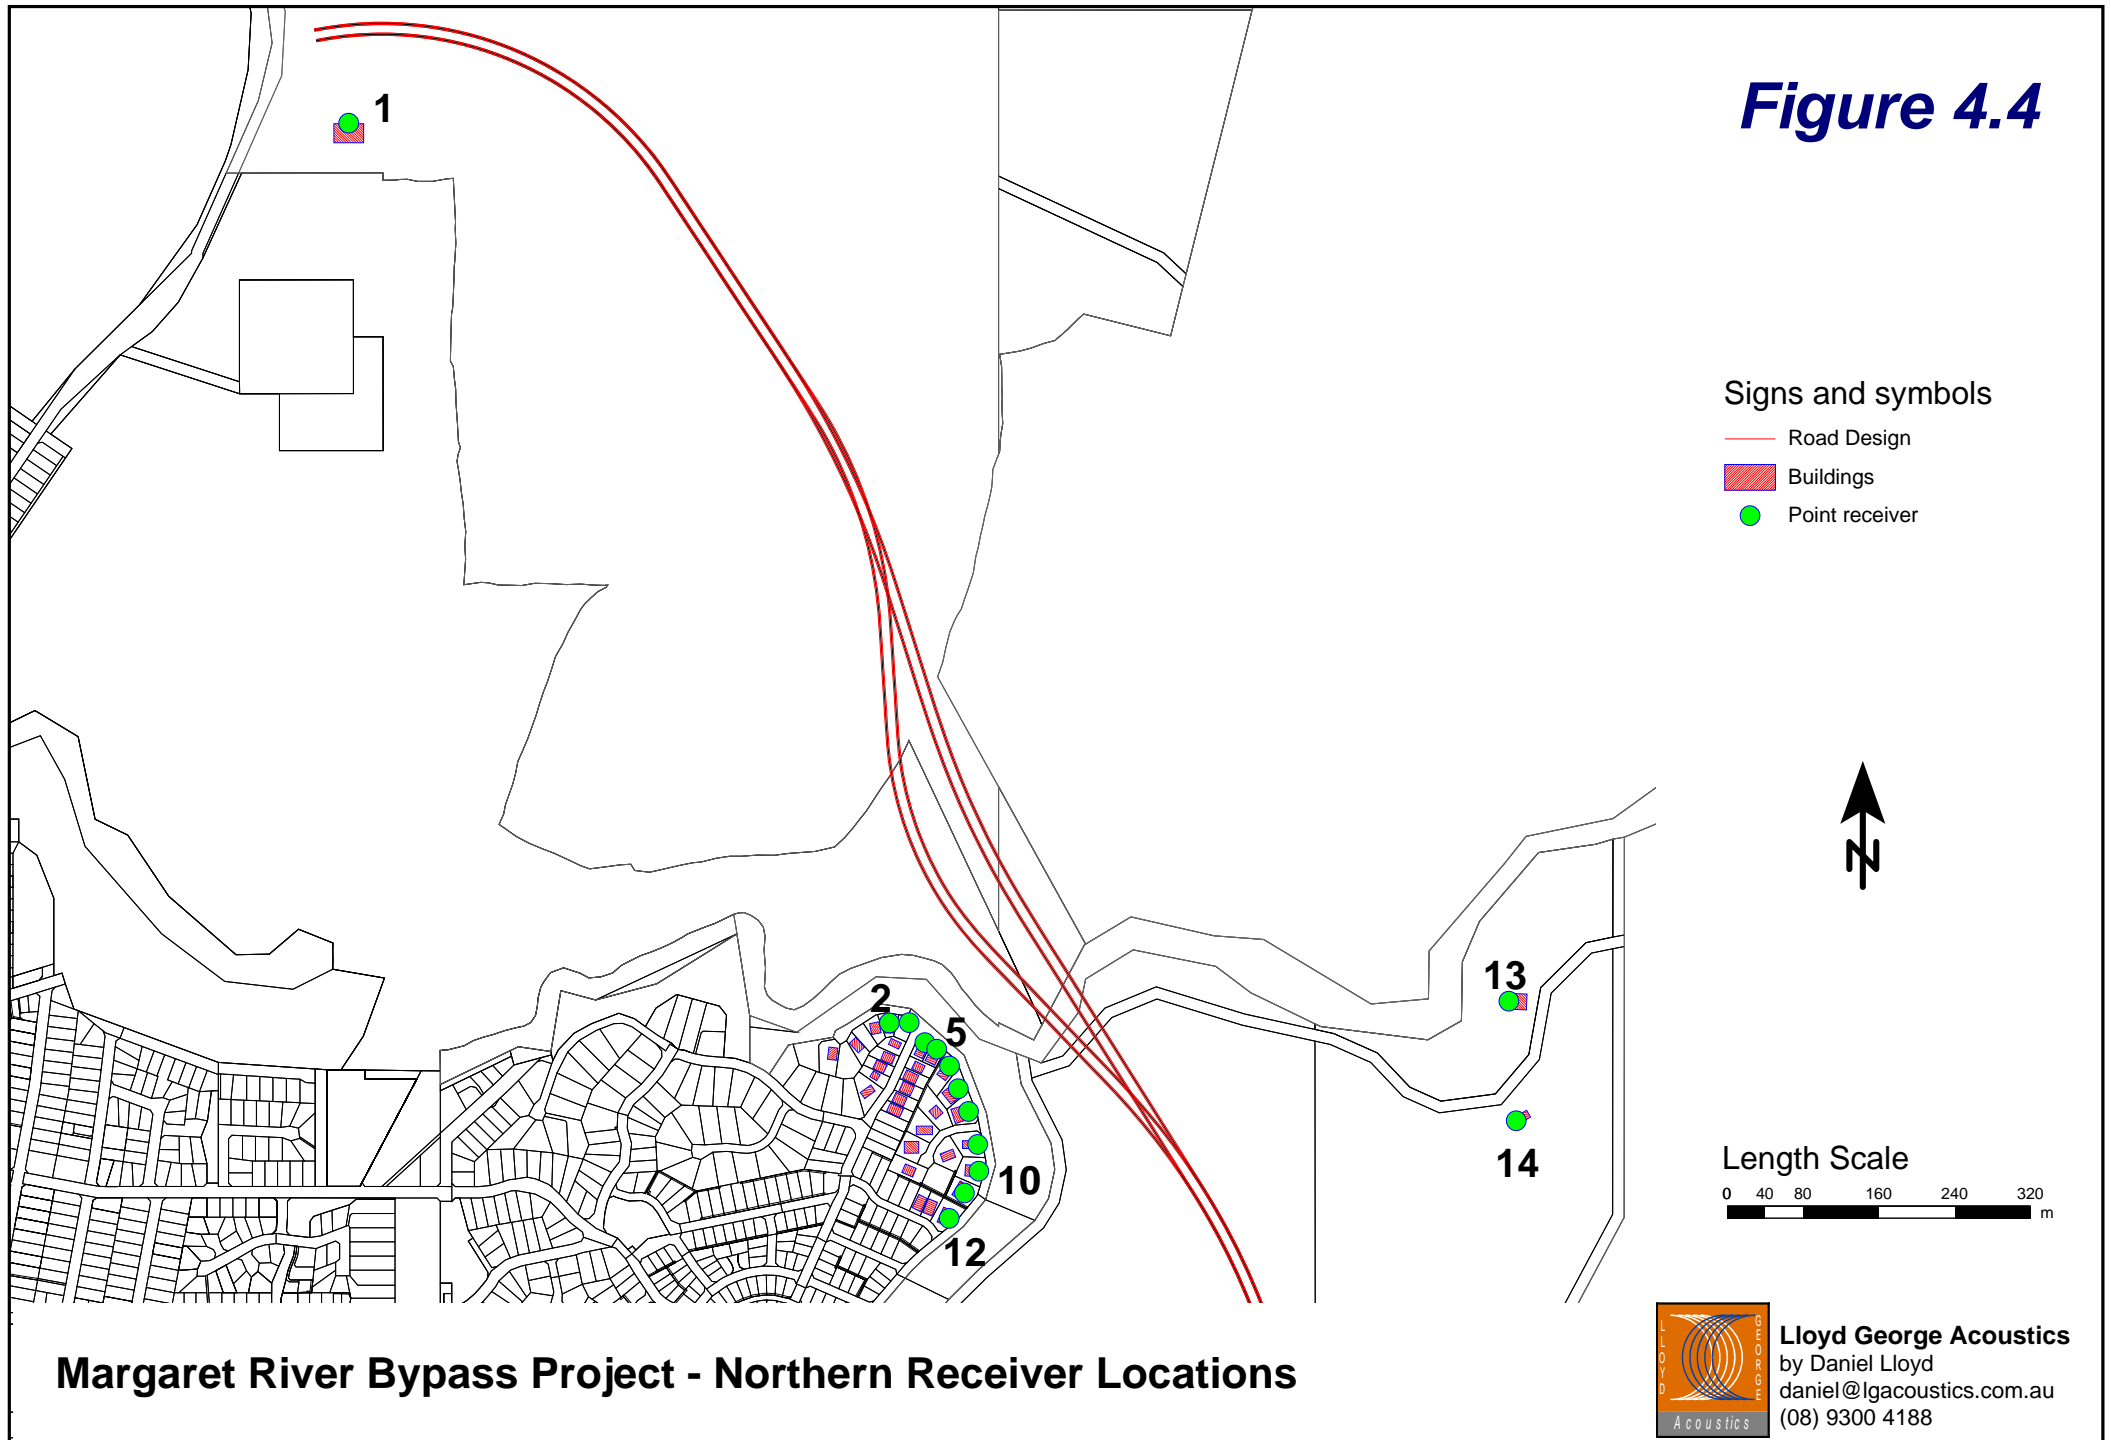 Figure 4.4
1
Signs and symbols
Road Design
Buildings
Point receiver
2
5
13
10
14
12
N
Length Scale
0 40 80 160 240 320
m
Margaret River Bypass Project - Northern Receiver Locations
LLOYD
GEORGE
Acoustics
Lloyd George Acoustics
by Daniel Lloyd
daniel@lgacoustics.com.au
(08) 9300 4188